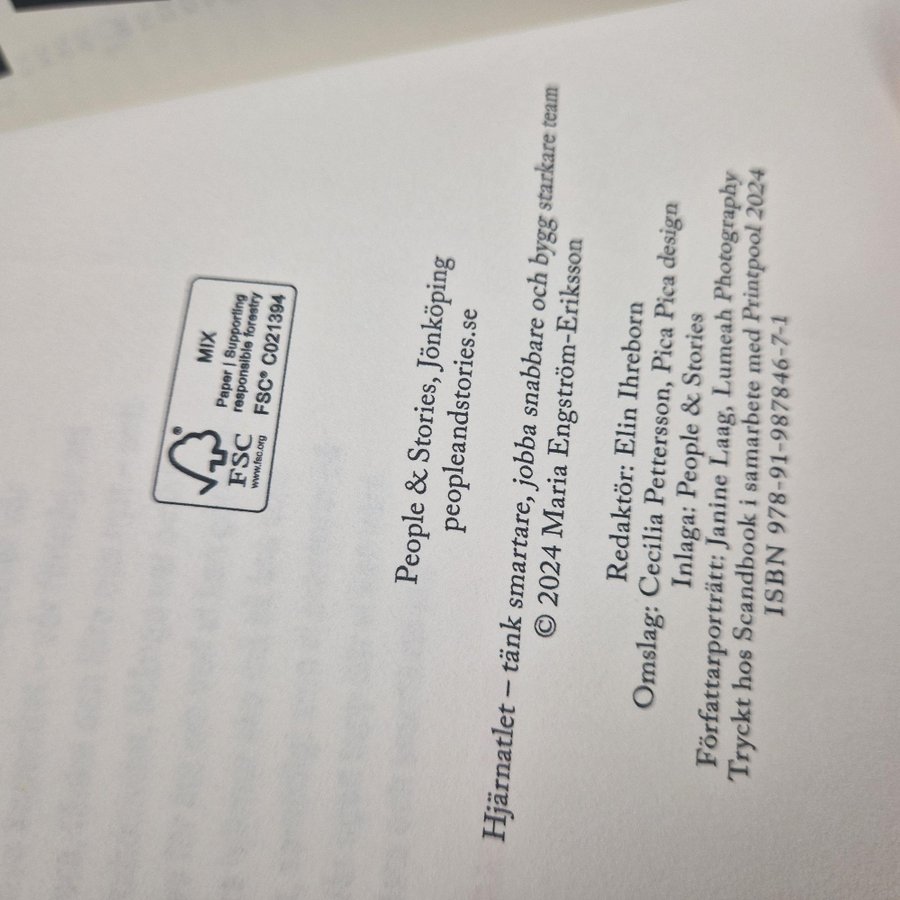 MIX
Paper | Supporting
responsible forestry
FSC® C021394
FSC
www.fsc.org
People & Stories, Jönköping
peopleandstories.se
Hjärnatlet – tänk smartare, jobba snabbare och bygg starkare team
© 2024 Maria Engström-Eriksson
Redaktör: Elin Ihreborn
Omslag: Cecilia Pettersson, Pica Pica design
Inlaga: People & Stories
Författarporträtt: Janine Laag, Lumeah Photography
Tryckt hos Scandbook i samarbete med Printpool 2024
ISBN 978-91-987846-7-1